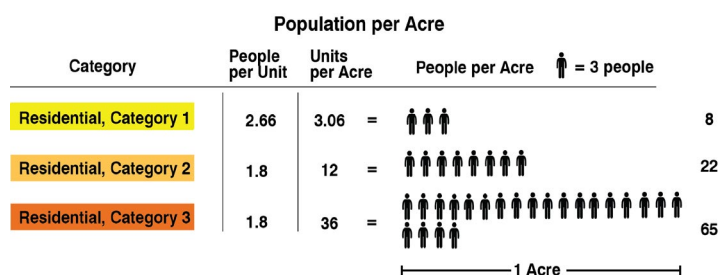 Population per Acre
Category
People per Unit
Units per Acre
People per Acre
= 3 people
Residential, Category 1 2.66 3.06 = 8
Residential, Category 2 1.8 12 = 22
Residential, Category 3 1.8 36 = 65
1 Acre